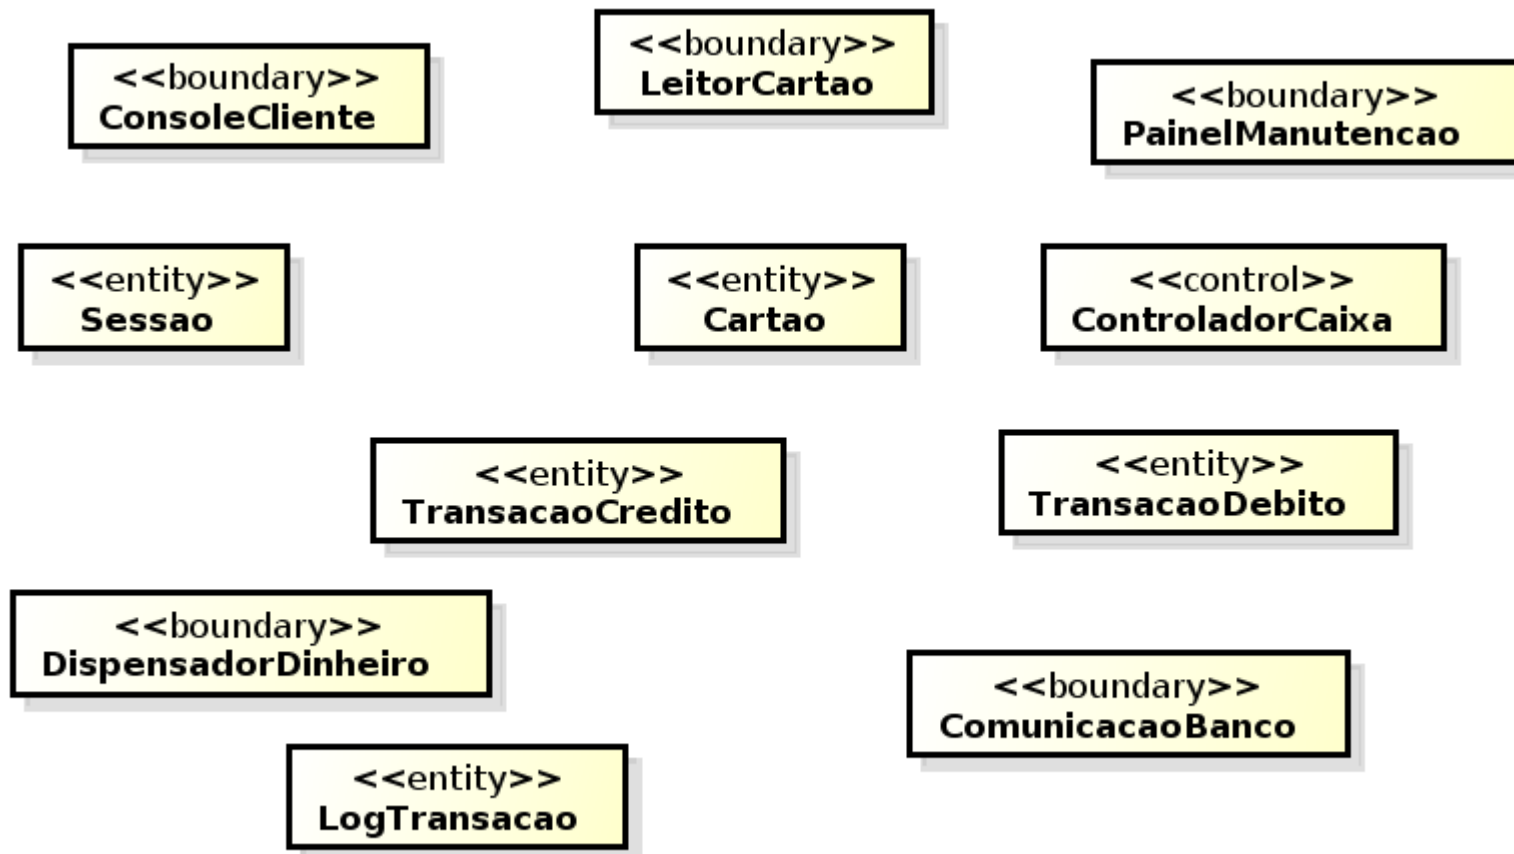 <<boundary>>
ConsoleCliente
<<boundary>>
LeitorCartao
<<boundary>>
PainelManutencao
<<entity>>
Sessao
<<entity>>
Cartao
<<control>>
ControladorCaixa
<<entity>>
TransacaoCredito
<<entity>>
TransacaoDebito
<<boundary>>
DispensadorDinheiro
<<boundary>>
ComunicacaoBanco
<<entity>>
LogTransacao